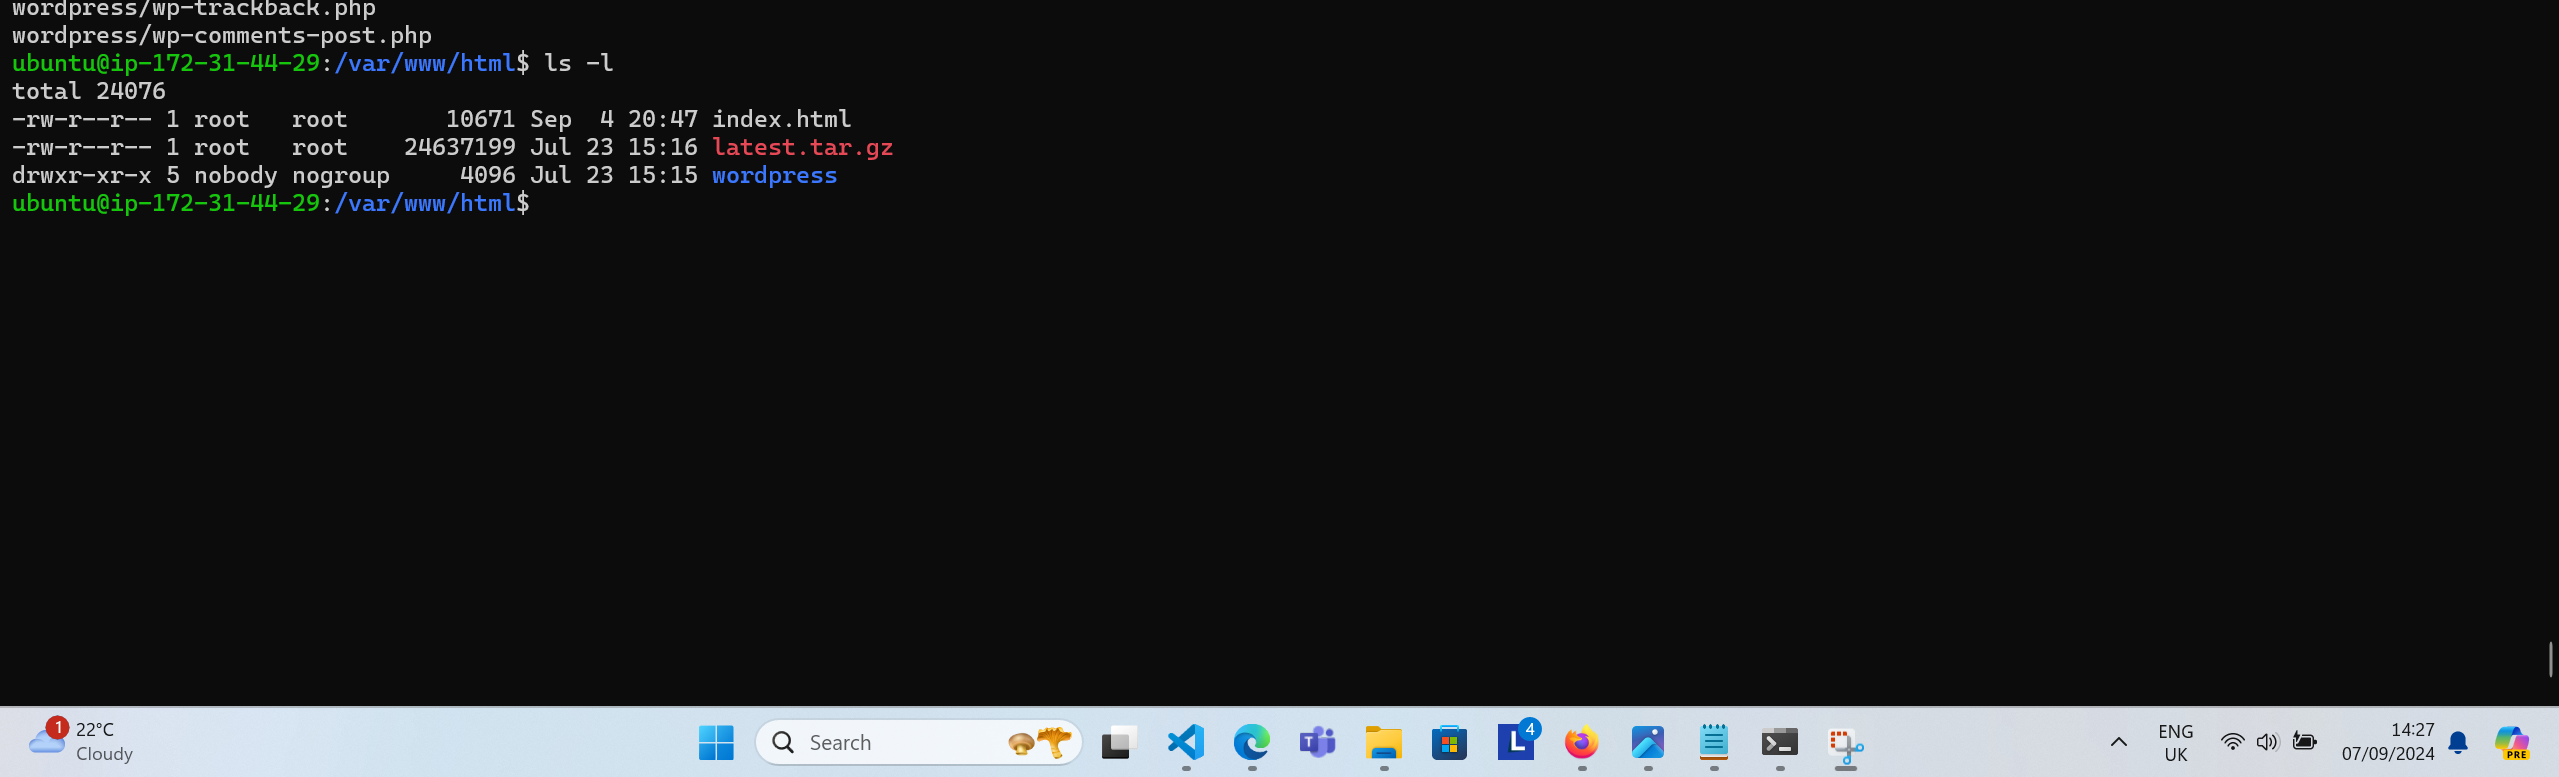 wordpress/wp-trackback.php
wordpress/wp-comments-post.php
ubuntu@ip-172-31-44-29:/var/www/html$ ls -l
total 24076
-rw-r--r-- 1 root   root       10671 Sep  4 20:47 index.html
-rw-r--r-- 1 root   root    24637199 Jul 23 15:16 latest.tar.gz
drwxr-xr-x 5 nobody nogroup     4096 Jul 23 15:15 wordpress
ubuntu@ip-172-31-44-29:/var/www/html$
1
22°C
Cloudy
Search
T
L
4
ENG
UK
14:27
07/09/2024
PRE